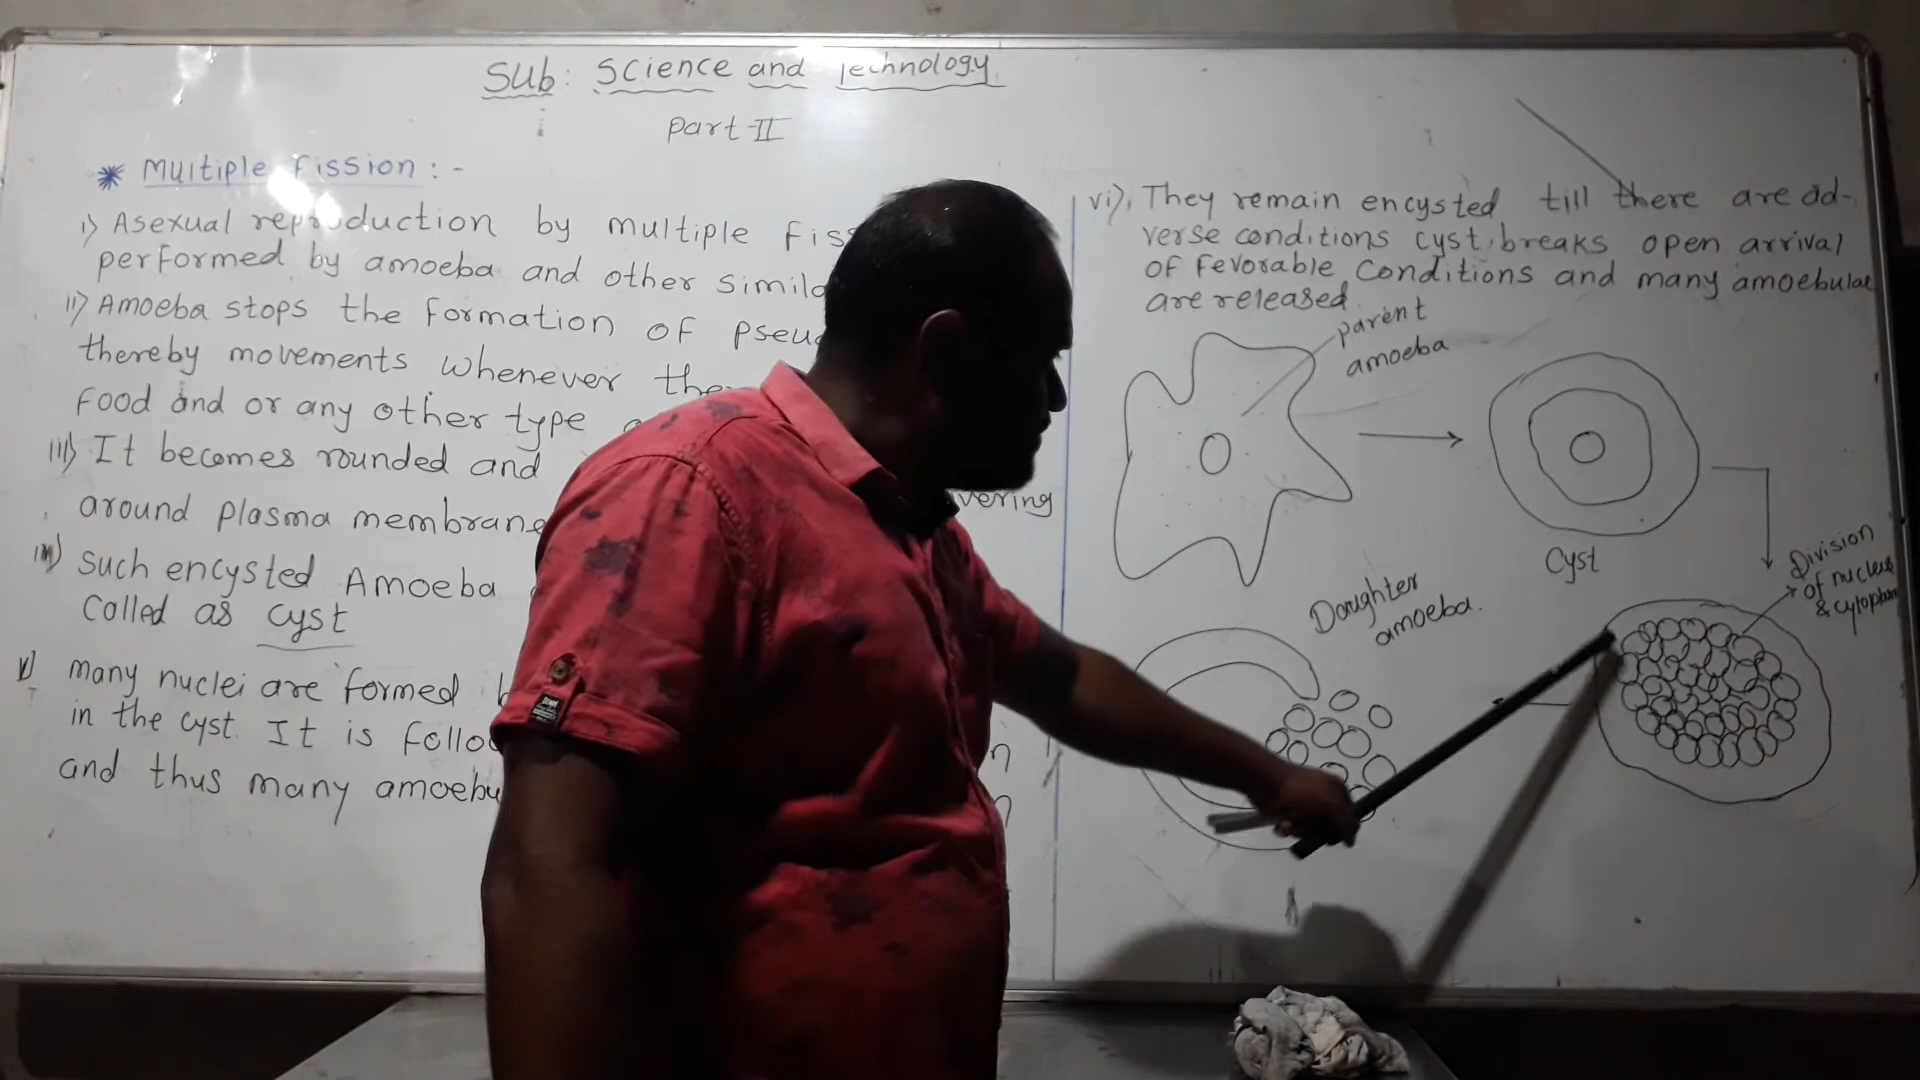 Sub: Science and Technology
Part-II
* Multiple Fission :-
i) Asexual reproduction by multiple fiss
performed by amoeba and other simila
ii) Amoeba stops the formation of pseu
thereby movements whenever the
food and or any other type
iii) It becomes rounded and
around plasma membrane vering
iv) Such encysted Amoeba
Called as cyst
v) many nuclei are formed
in the cyst. It is follo
and thus many amoebu
vi) They remain encysted till there are ad-
verse conditions cyst breaks open arrival
of fevorable conditions and many amoebulae
are released.
parent
amoeba
Cyst
Division
of nucleus
& cytoplasm
Daughter
amoeba.